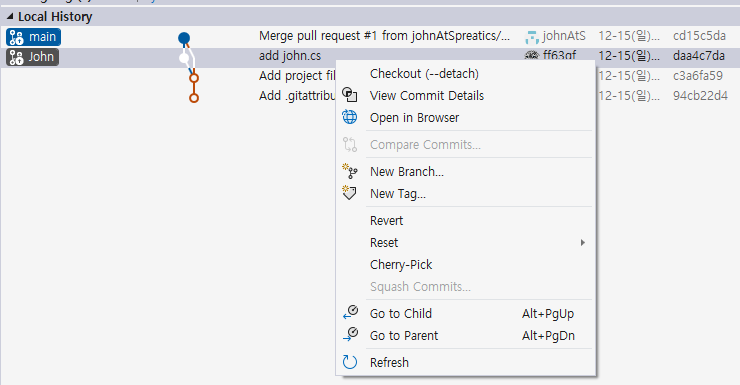 Local History
main Merge pull request #1 from johnAtSpreatics/... johnAtS 12-15(일)... cd15c5da
John add john.cs ff63qf 12-15(일)... daa4c7da
Add project fil 12-15(일)... c3a6fa59
Add .gitattribu 12-15(일)... 94cb22d4
Checkout (--detach)
View Commit Details
Open in Browser
Compare Commits...
New Branch...
New Tag...
Revert
Reset
Cherry-Pick
Squash Commits...
Go to Child Alt+PgUp
Go to Parent Alt+PgDn
Refresh